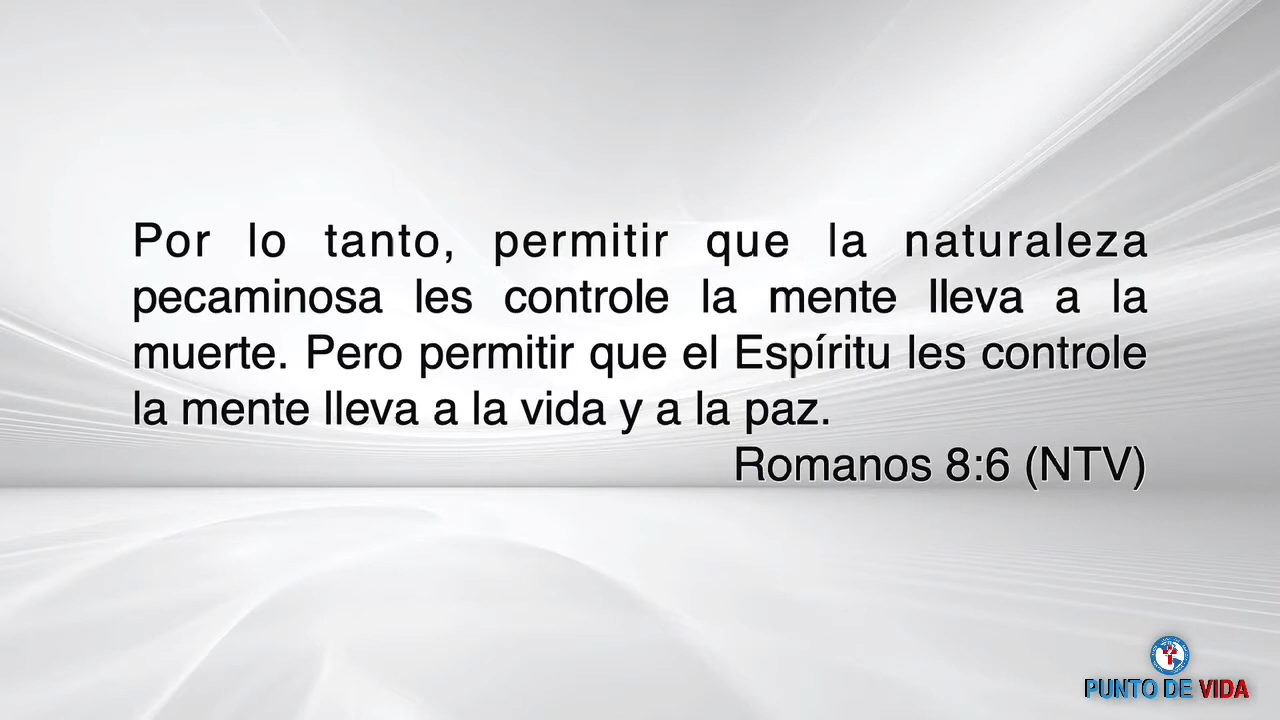 Por lo tanto, permitir que la naturaleza
pecaminosa les controle la mente lleva a la
muerte. Pero permitir que el Espíritu les controle
la mente lleva a la vida y a la paz.
Romanos 8:6 (NTV)
PUNTO DE VIDA